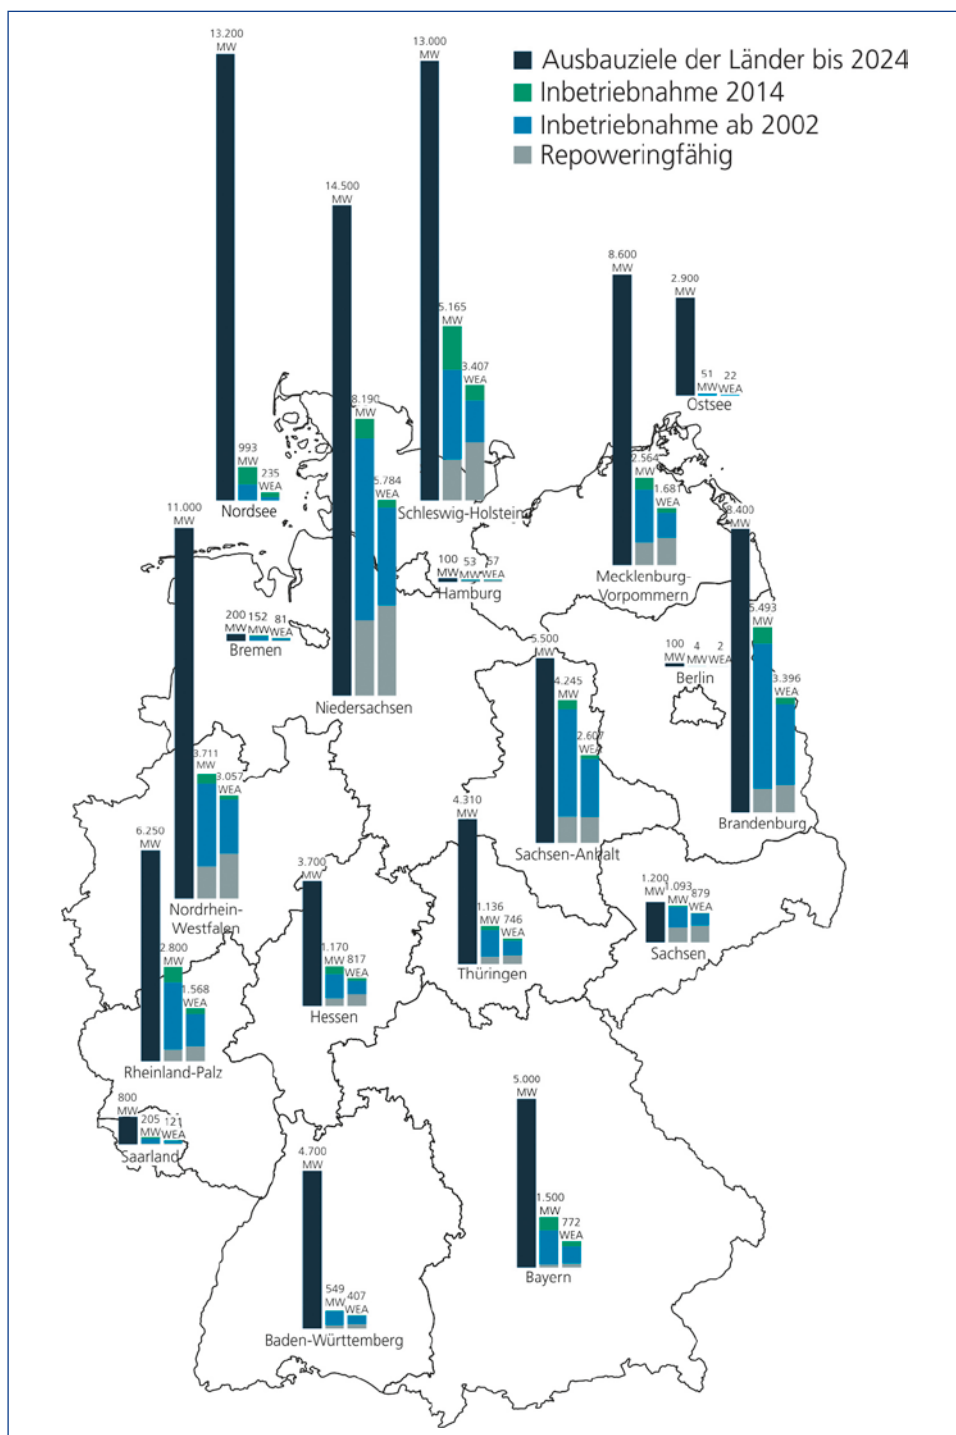 Ausbauziele der Länder bis 2024
Inbetriebnahme 2014
Inbetriebnahme ab 2002
Repoweringfähig
13.200
MW
993
MW
235
WEA
Nordsee
14.500
MW
8.190
MW
5.784
WEA
Niedersachsen
13.000
MW
5.165
MW
3.407
WEA
Schleswig-Holstein
8.600
MW
2.564
MW
1.681
WEA
Mecklenburg-
Vorpommern
2.900
MW
51
MW
22
WEA
Ostsee
100
MW
53
MW
57
WEA
Hamburg
200
MW
152
MW
81
WEA
Bremen
11.000
MW
3.711
MW
3.057
WEA
Nordrhein-
Westfalen
5.500
MW
4.245
MW
2.607
WEA
Sachsen-Anhalt
100
MW
4
MW
2
WEA
Berlin
8.400
MW
5.493
MW
3.396
WEA
Brandenburg
6.250
MW
2.800
MW
1.568
WEA
Rheinland-Palz
3.700
MW
1.170
MW
817
WEA
Hessen
4.310
MW
1.136
MW
746
WEA
Thüringen
1.200
MW
1.093
MW
879
WEA
Sachsen
800
MW
205
MW
121
WEA
Saarland
4.700
MW
549
MW
407
WEA
Baden-Württemberg
5.000
MW
1.500
MW
772
WEA
Bayern